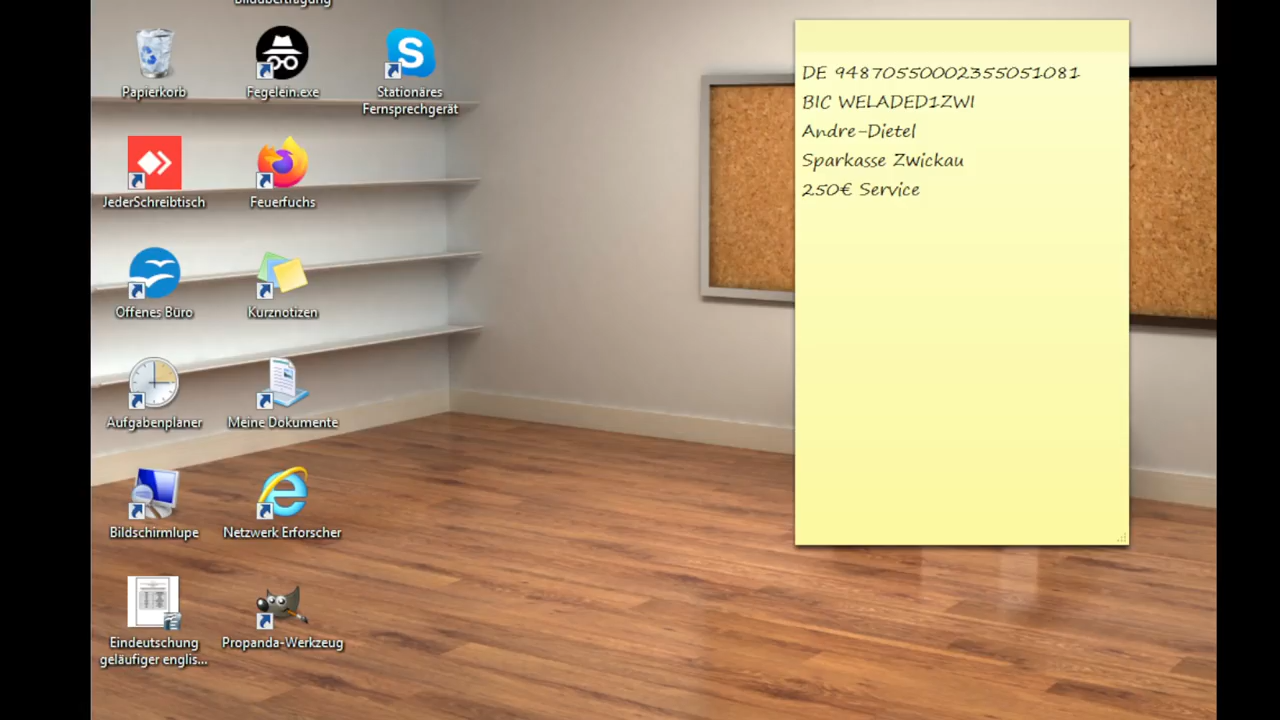 Bildübertragung
Papierkorb
Fegelein.exe
Stationäres
Fernsprechgerät
JederSchreibtisch
Feuerfuchs
Offenes Büro
Kurznotizen
Aufgabenplaner
Meine Dokumente
Bildschirmlupe
Netzwerk Erforscher
Eindeutschung
geläufiger englis...
Propanda-Werkzeug
DE 94870550002355051081
BIC WELADED1ZWI
Andre-Dietel
Sparkasse Zwickau
250€ Service